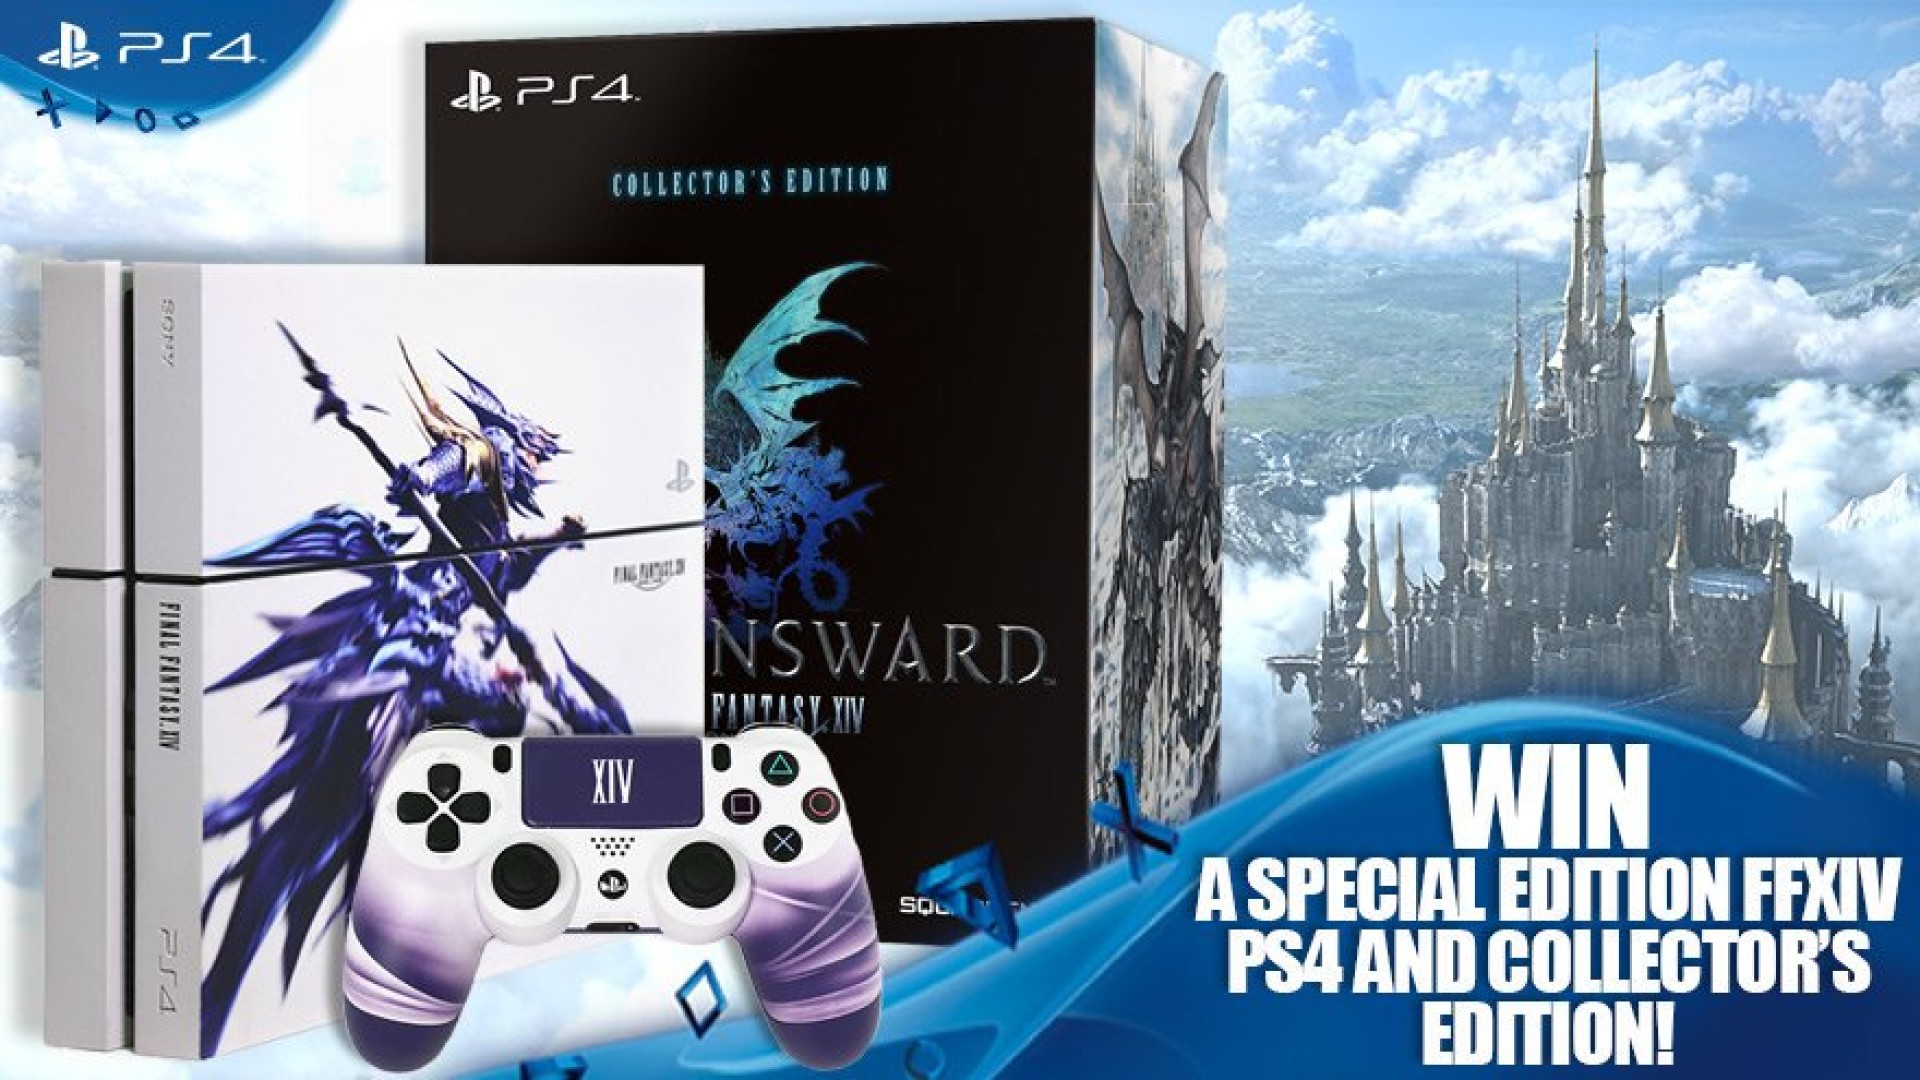 PS4
PS4
COLLECTOR'S EDITION
SONY
NSWARD
FANTASY XIV
FINAL FANTASY XIV
FINAL FANTASY XIV
PS4
XIV
WIN
A SPECIAL EDITION FFXIV
PS4 AND COLLECTOR'S
EDITION!